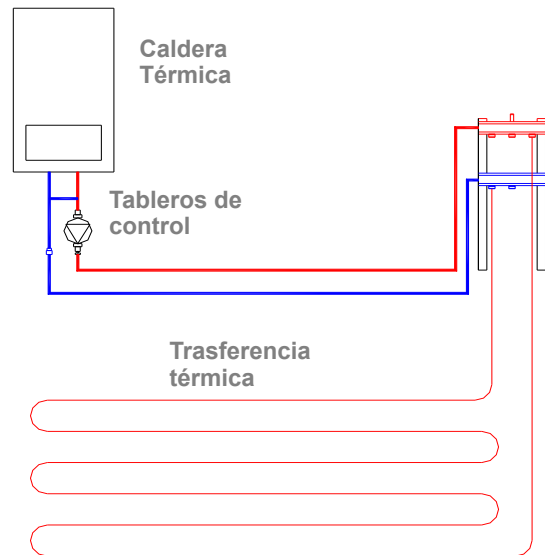 Caldera
Térmica
Tableros de
control
Trasferencia
térmica